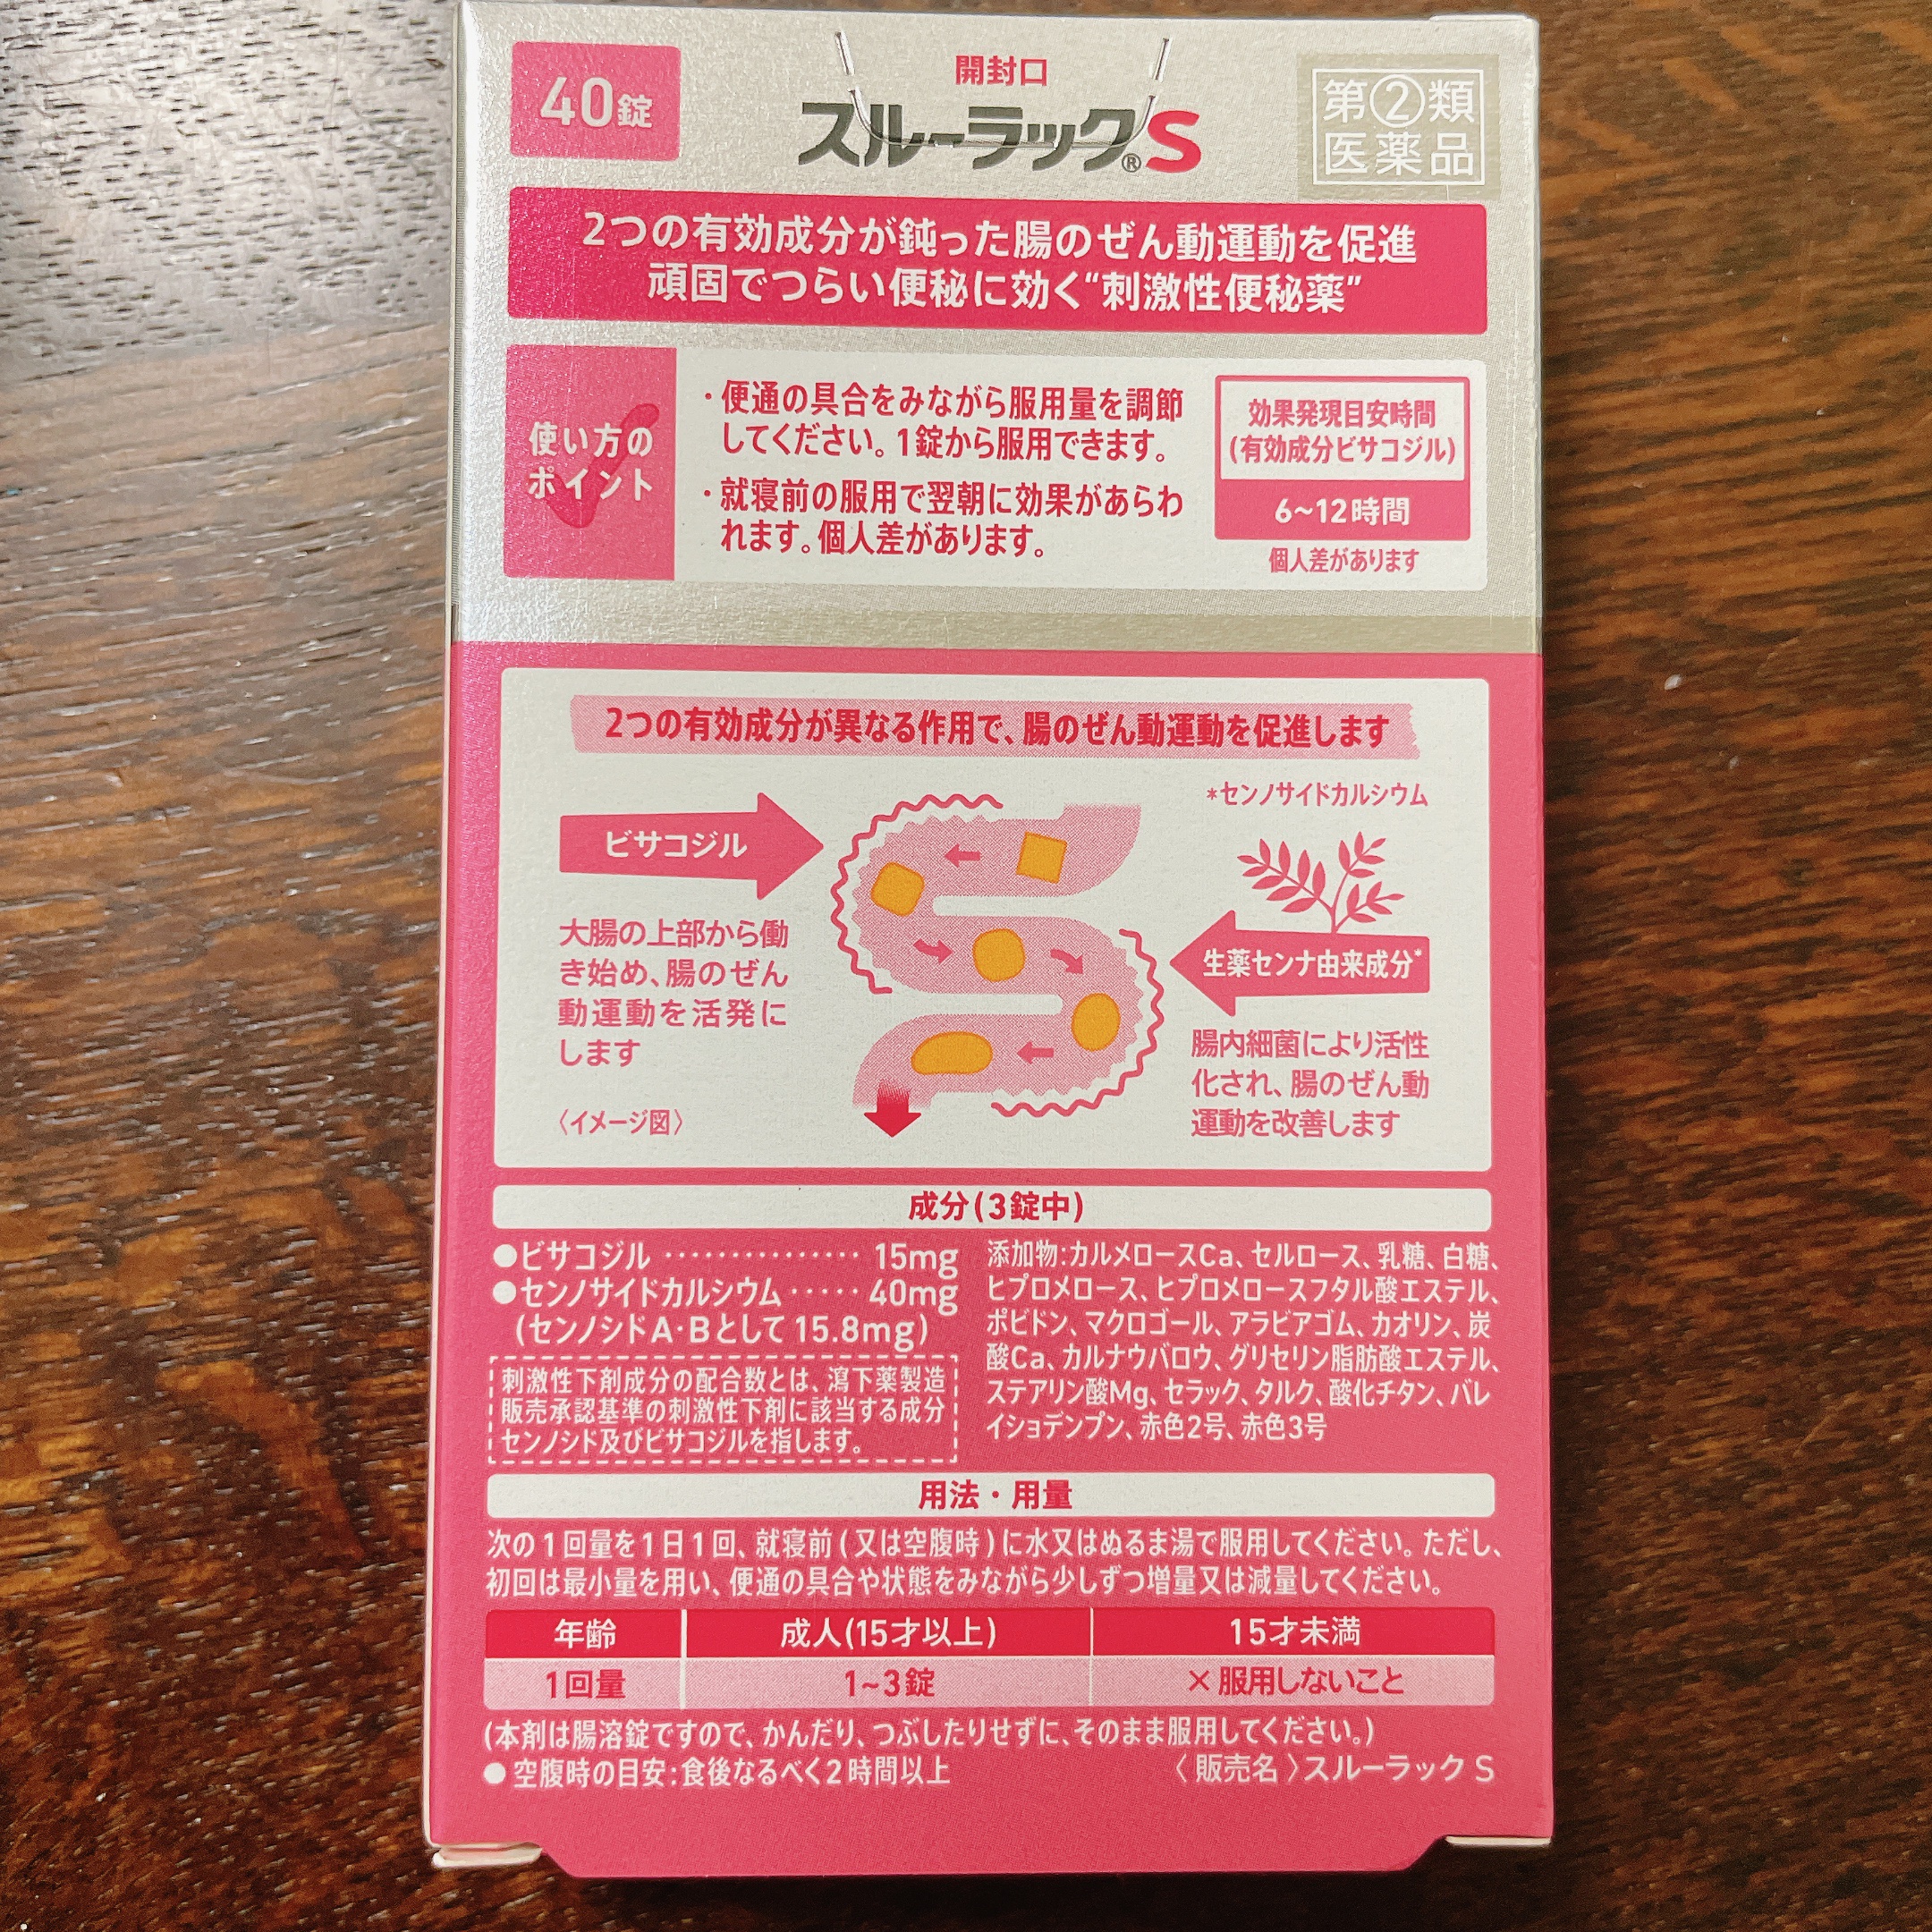 40錠
開封口
スルーラック®S
第②類
医薬品
2つの有効成分が鈍った腸のぜん動運動を促進
頑固でつらい便秘に効く“刺激性便秘薬”
使い方の
ポイント
・便通の具合をみながら服用量を調節
してください。1錠から服用できます。
・就寝前の服用で翌朝に効果があらわ
れます。個人差があります。
効果発現目安時間
(有効成分ビサコジル)
6~12時間
個人差があります
2つの有効成分が異なる作用で、腸のぜん動運動を促進します
*センノサイドカルシウム
ビサコジル
大腸の上部から働
き始め、腸のぜん
動運動を活発に
します
〈イメージ図〉
生薬センナ由来成分*
腸内細菌により活性
化され、腸のぜん動
運動を改善します
成分(3錠中)
●ビサコジル ··············· 15mg
●センノサイドカルシウム ····· 40mg
(センノシドA・Bとして15.8mg)
刺激性下剤成分の配合数とは、瀉下薬製造
販売承認基準の刺激性下剤に該当する成分
センノシド及びビサコジルを指します。
添加物:カルメロースCa、セルロース、乳糖、白糖、
ヒプロメロース、ヒプロメロースフタル酸エステル、
ポビドン、マクロゴール、アラビアゴム、カオリン、炭
酸Ca、カルナウバロウ、グリセリン脂肪酸エステル、
ステアリン酸Mg、セラック、タルク、酸化チタン、バレ
イショデンプン、赤色2号、赤色3号
用法・用量
次の1回量を1日1回、就寝前(又は空腹時)に水又はぬるま湯で服用してください。ただし、
初回は最小量を用い、便通の具合や状態をみながら少しずつ増量又は減量してください。
年齢 成人(15才以上) 15才未満
1回量 1~3錠 ×服用しないこと
(本剤は腸溶錠ですので、かんだり、つぶしたりせずに、そのまま服用してください。)
●空腹時の目安:食後なるべく2時間以上
〈販売名〉スルーラック S